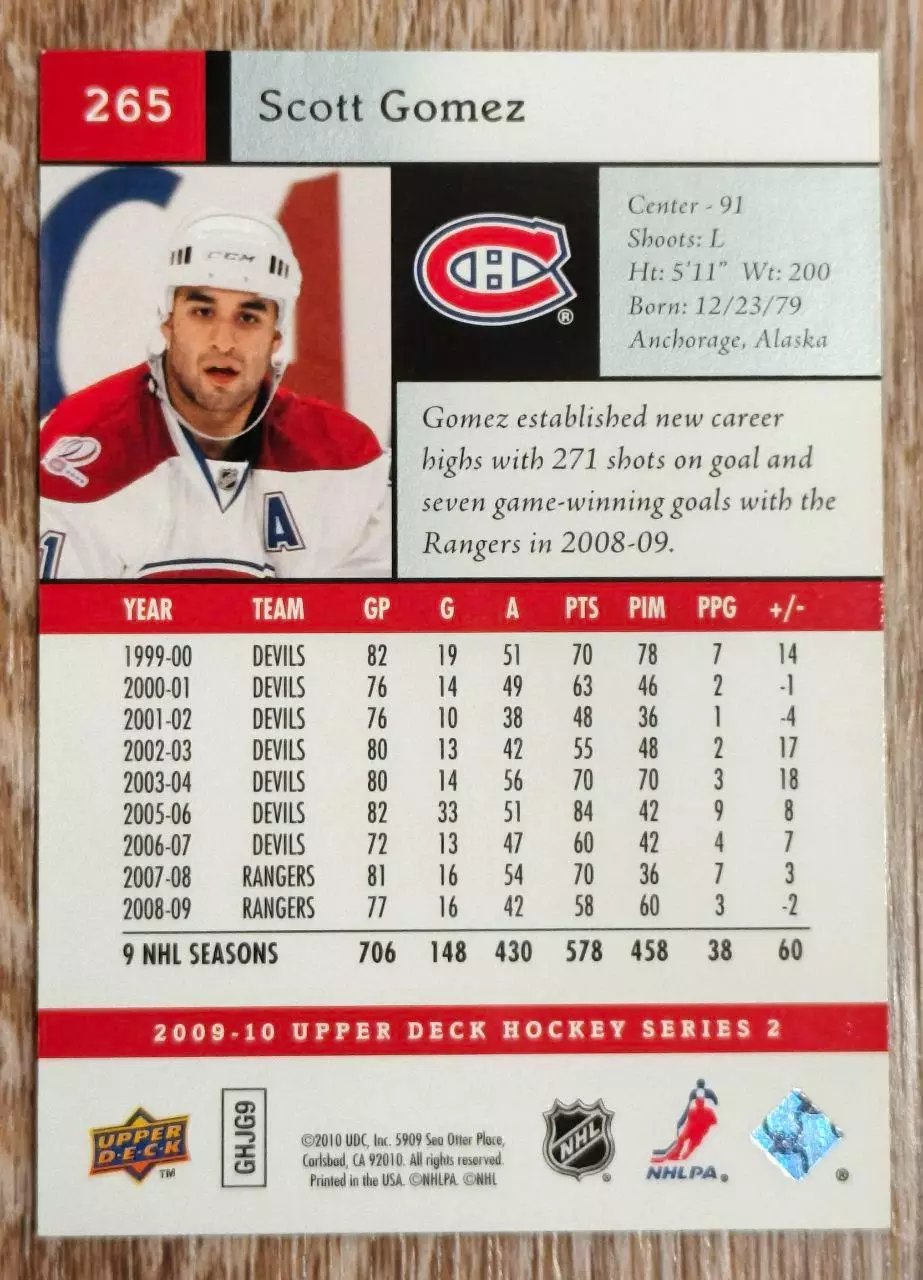 265
Scott Gomez
Center - 91
Shoots: L
Ht: 5'11" Wt: 200
Born: 12/23/79
Anchorage, Alaska
CCM
A
1
Gomez established new career
highs with 271 shots on goal and
seven game-winning goals with the
Rangers in 2008-09.
YEAR TEAM GP G A PTS PIM PPG +/-
1999-00 DEVILS 82 19 51 70 78 7 14
2000-01 DEVILS 76 14 49 63 46 2 -1
2001-02 DEVILS 76 10 38 48 36 1 -4
2002-03 DEVILS 80 13 42 55 48 2 17
2003-04 DEVILS 80 14 56 70 70 3 18
2005-06 DEVILS 82 33 51 84 42 9 8
2006-07 DEVILS 72 13 47 60 42 4 7
2007-08 RANGERS 81 16 54 70 36 7 3
2008-09 RANGERS 77 16 42 58 60 3 -2
9 NHL SEASONS 706 148 430 578 458 38 60
2009-10 UPPER DECK HOCKEY SERIES 2
UPPER
D•E•C•K
TM
GHJG9
©2010 UDC, Inc. 5909 Sea Otter Place,
Carlsbad, CA 92010. All rights reserved.
Printed in the USA. ©NHLPA. ©NHL
NHL ®
NHLPA ®
®